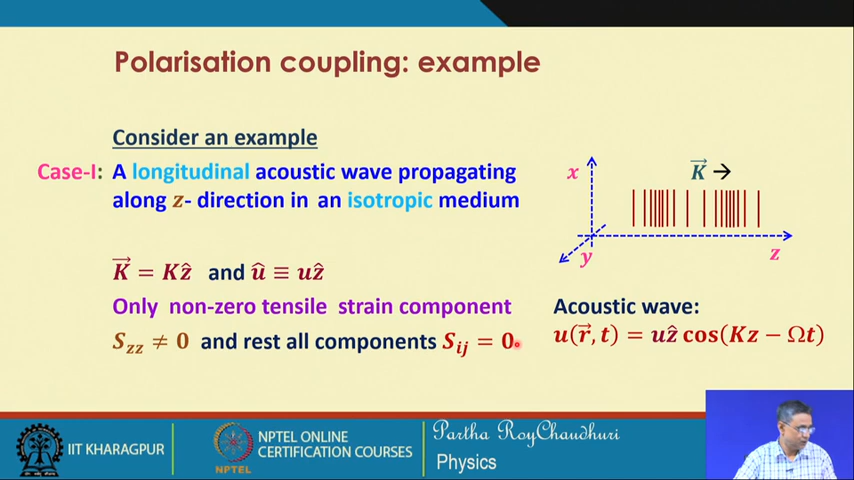 Polarisation coupling: example
Consider an example
Case-I: A longitudinal acoustic wave propagating
along z- direction in an isotropic medium
x
K⃗ →
y
z
K⃗ = Kẑ and û ≡ uẑ
Only non-zero tensile strain component
S_zz ≠ 0 and rest all components S_ij = 0
Acoustic wave:
u(r⃗, t) = uẑ cos(Kz − Ωt)
IIT KHARAGPUR
NPTEL
NPTEL ONLINE
CERTIFICATION COURSES
Partha RoyChaudhuri
Physics